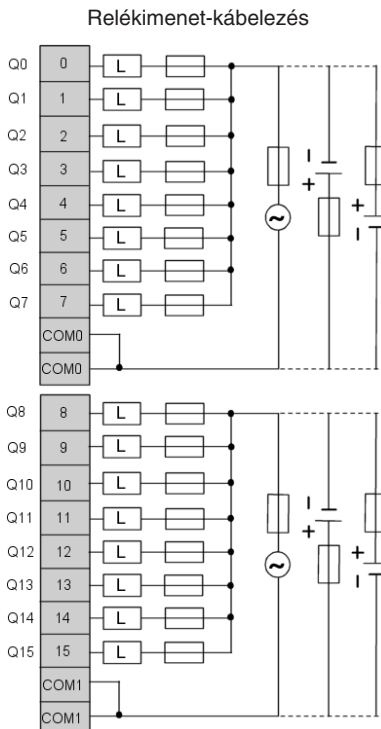 Relékimenet-kábelezés
Q0 0 L
Q1 1 L
Q2 2 L
Q3 3 L
Q4 4 L
Q5 5 L
Q6 6 L
Q7 7 L
COM0
COM0
Q8 8 L
Q9 9 L
Q10 10 L
Q11 11 L
Q12 12 L
Q13 13 L
Q14 14 L
Q15 15 L
COM1
COM1